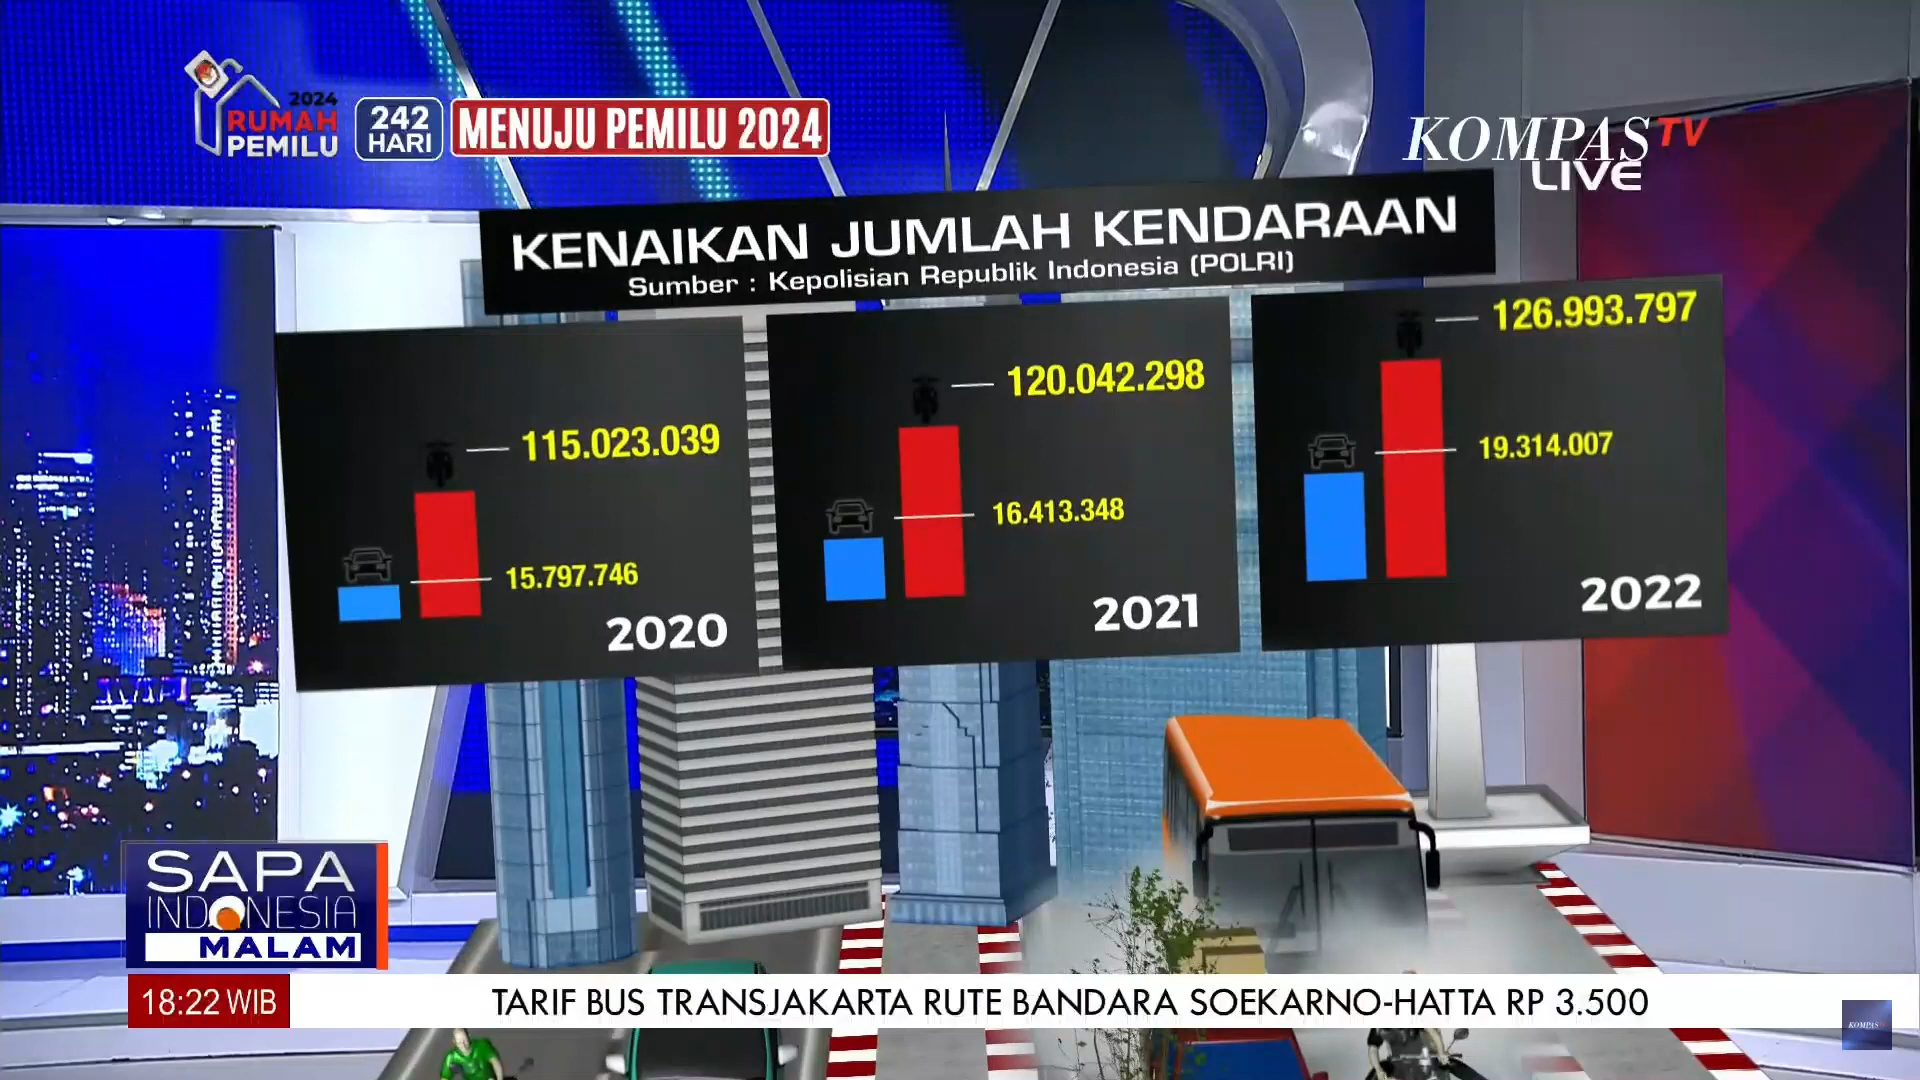 2024
RUMAH
PEMILU
242
HARI
MENUJU PEMILU 2024
KOMPAS TV
LIVE
KENAIKAN JUMLAH KENDARAAN
Sumber : Kepolisian Republik Indonesia (POLRI)
115.023.039
15.797.746
2020
120.042.298
16.413.348
2021
126.993.797
19.314.007
2022
SAPA
INDONESIA
MALAM
18:22 WIB
TARIF BUS TRANSJAKARTA RUTE BANDARA SOEKARNO-HATTA RP 3.500
KOMPAS TV